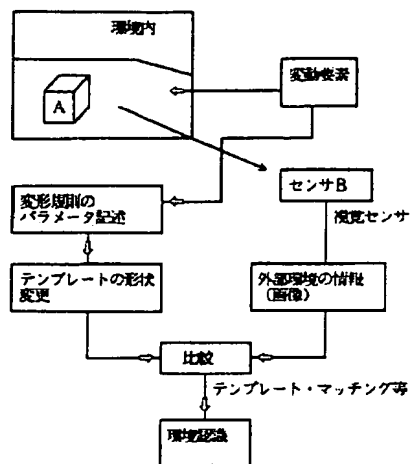 環境内
A
変動要素
センサB
視覚センサ
変形規則の
パラメータ記述
テンプレートの形状
変更
外部環境の情報
(画像)
比較
テンプレート・マッチング等
環境認識